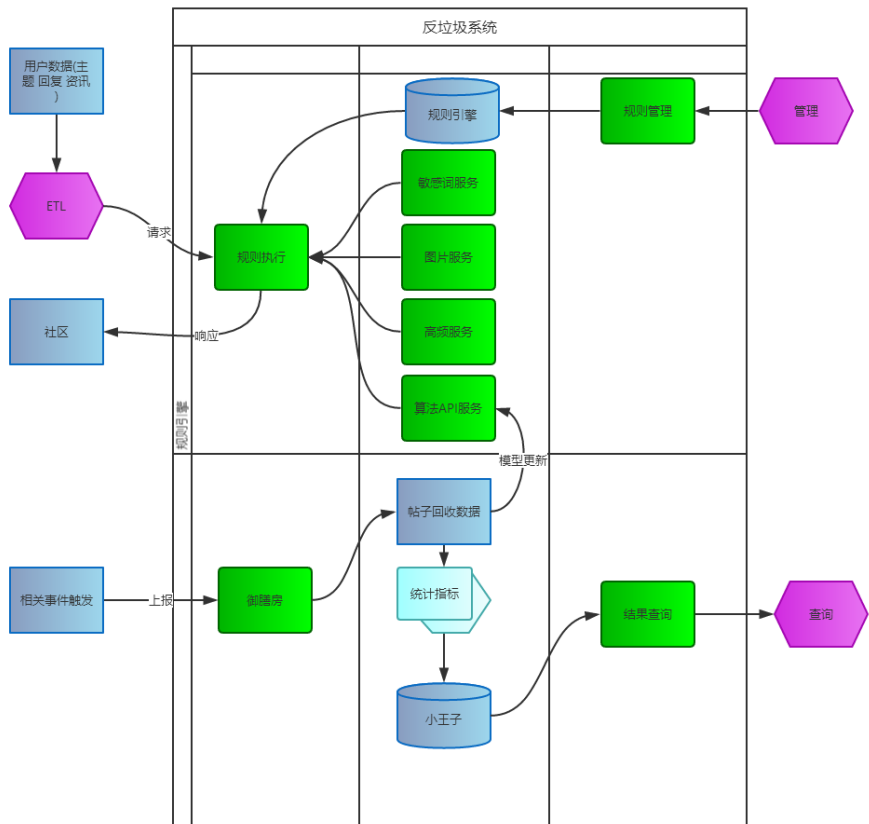 反垃圾系统
用户数据(主
题 回复 资讯
)
规则引擎
规则管理
管理
敏感词服务
ETL
请求
规则执行
图片服务
社区
响应
高频服务
算法API服务
规则引擎
模型更新
帖子回收数据
相关事件触发
上报
御膳房
统计指标
结果查询
查询
小王子